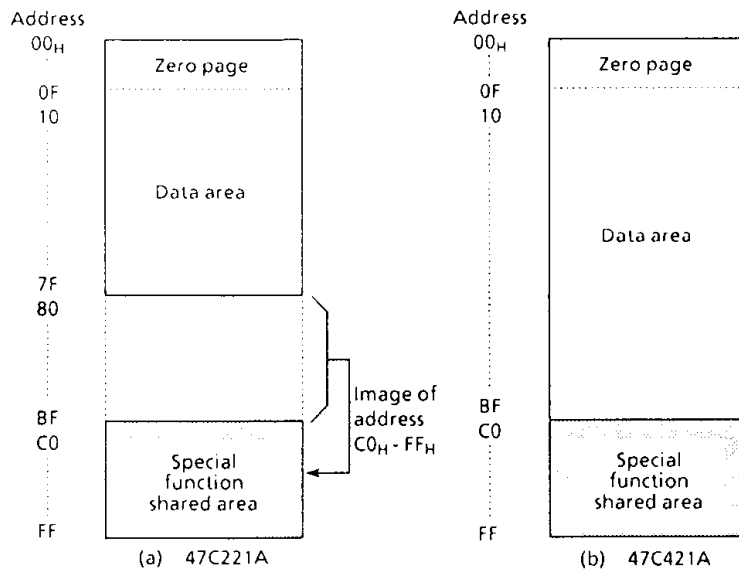 Address
00H
Zero page
0F
10
Data area
7F
80
BF
C0
Image of
address
C0H - FFH
Special
function
shared area
FF
(a) 47C221A
Address
00H
Zero page
0F
10
Data area
BF
C0
Special
function
shared area
FF
(b) 47C421A